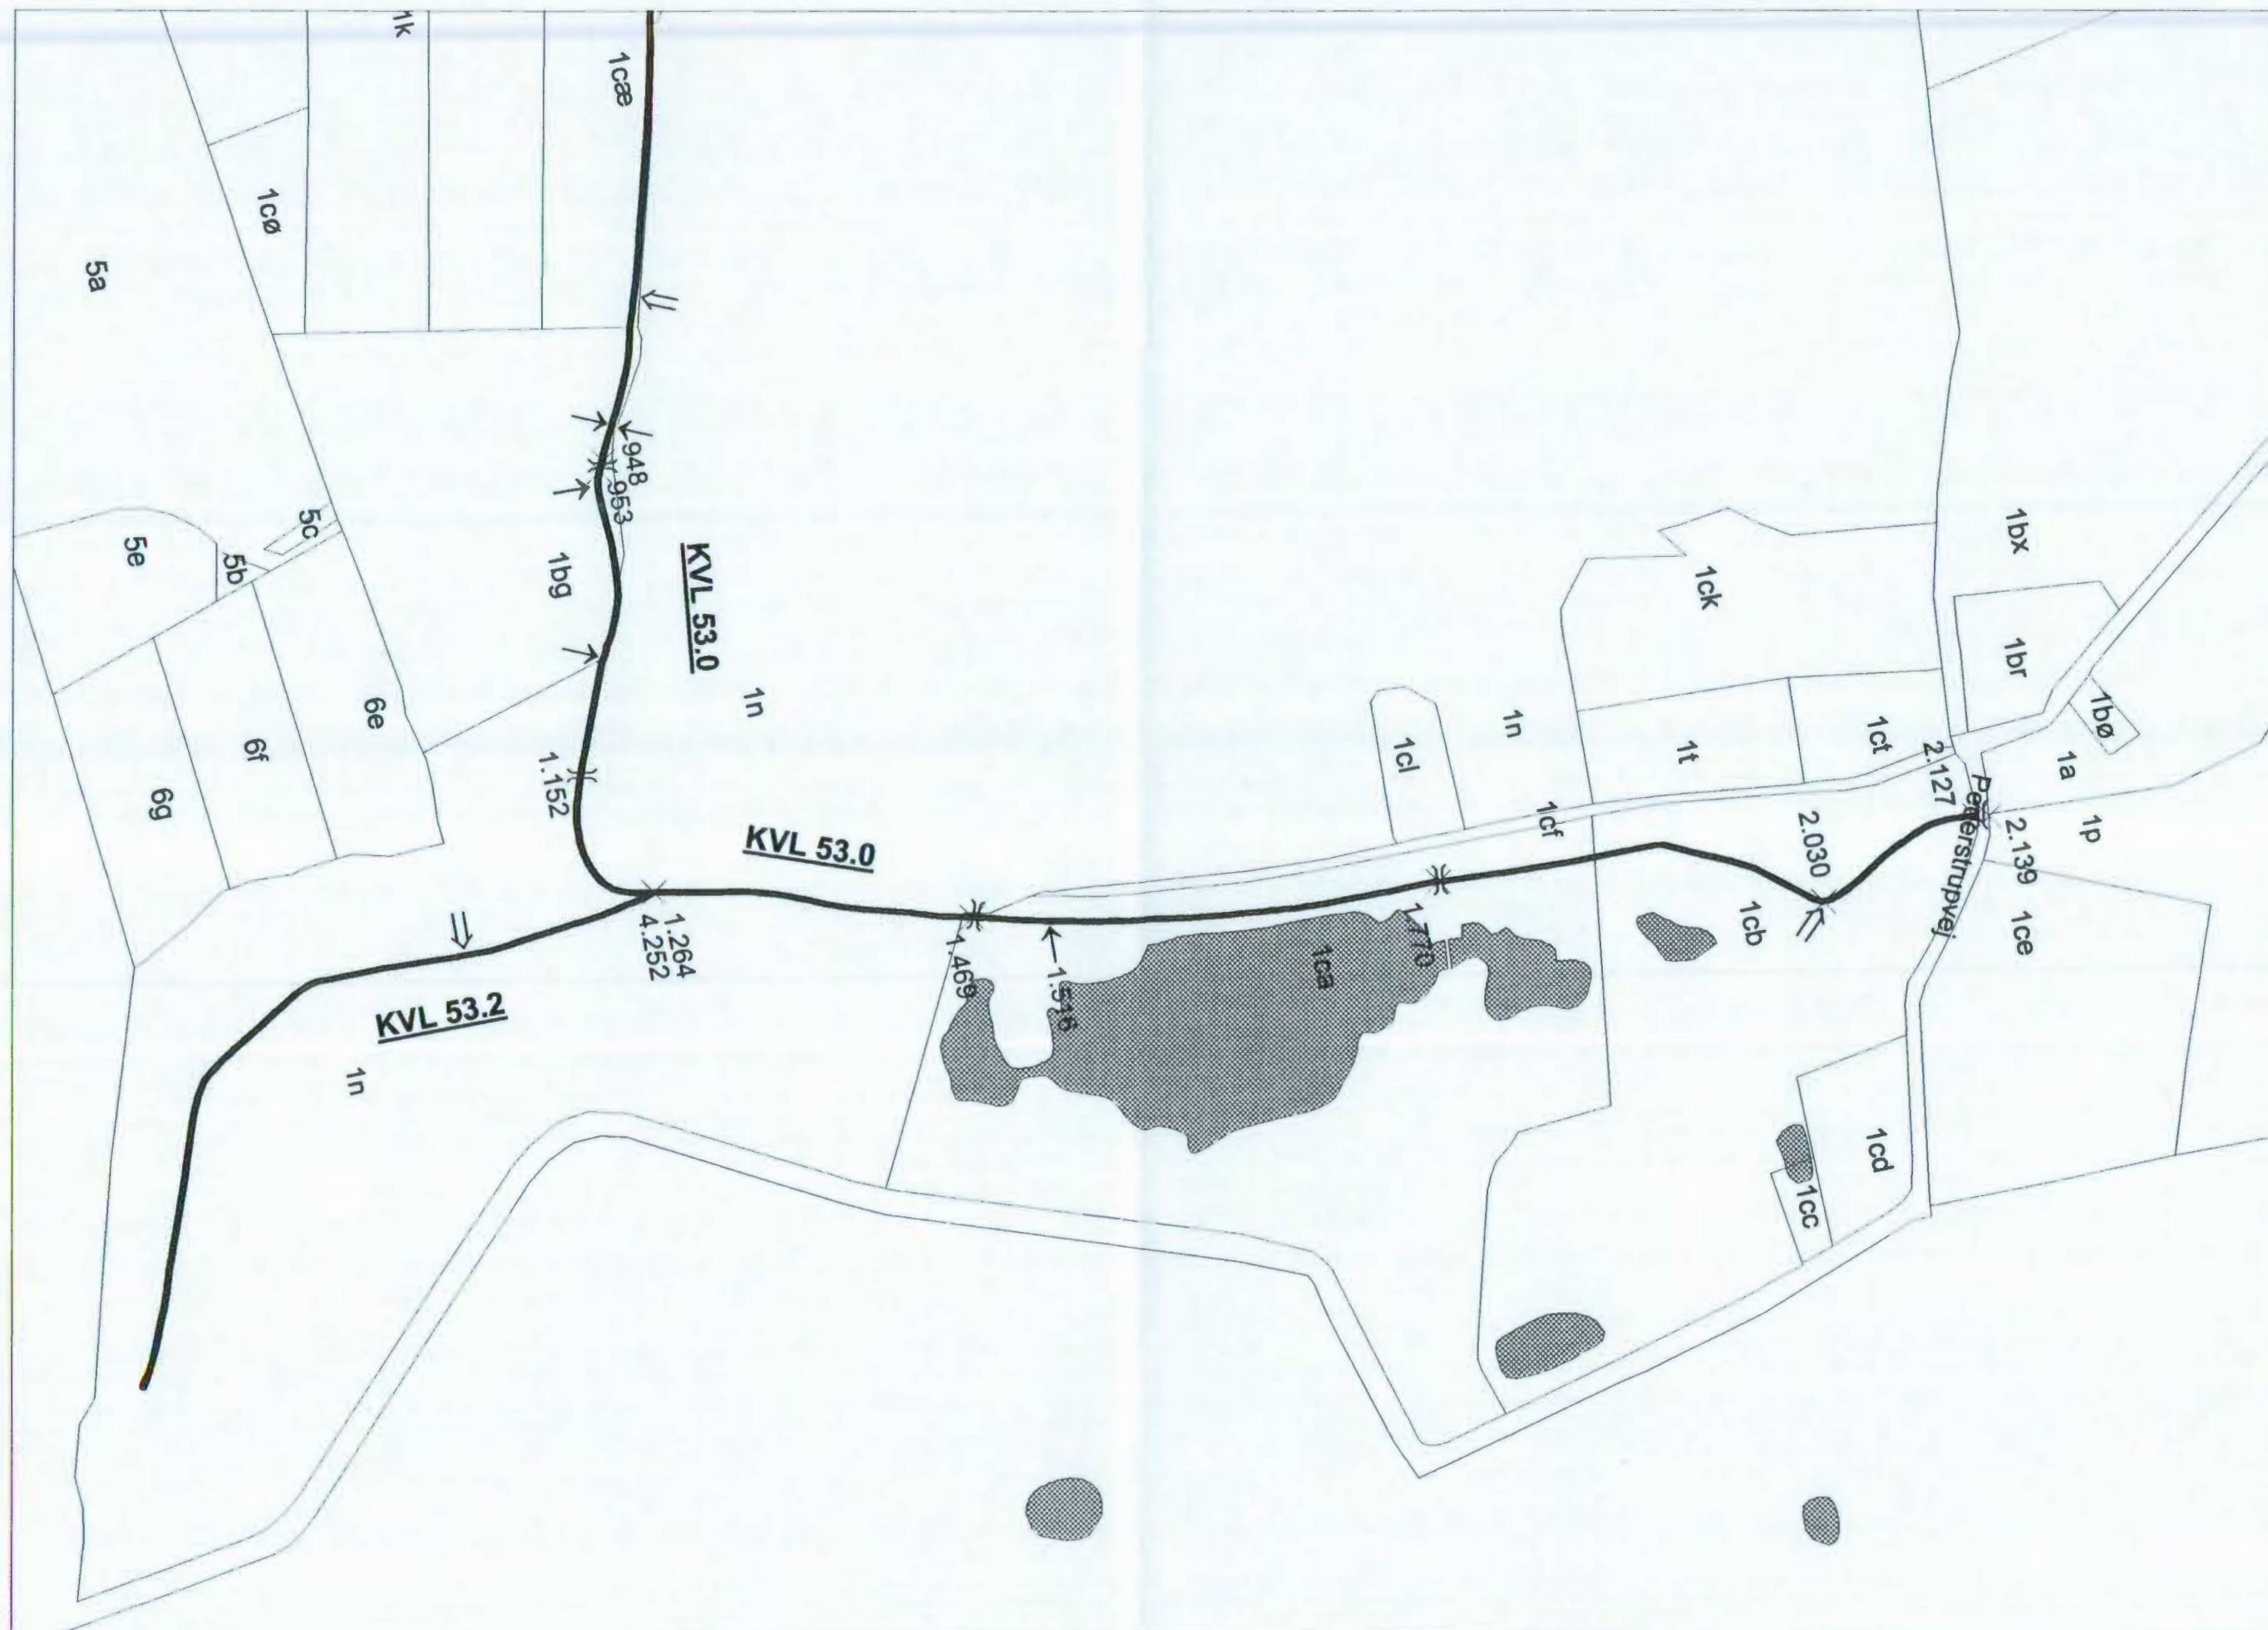 1k
1cæ
1cø
5a
948
953
5c
5e
5b
1bg
KVL 53.0
1n
6e
6f
6g
1.152
KVL 53.0
1.264
4.252
KVL 53.2
1n
1.469
1.516
1ca
1.770
1cl
1n
1cf
1ck
1t
1ct
1bx
1br
1bø
1a
1p
2.127
2.139
2.030
Pederstrupvej
1cb
1ce
1cd
1cc